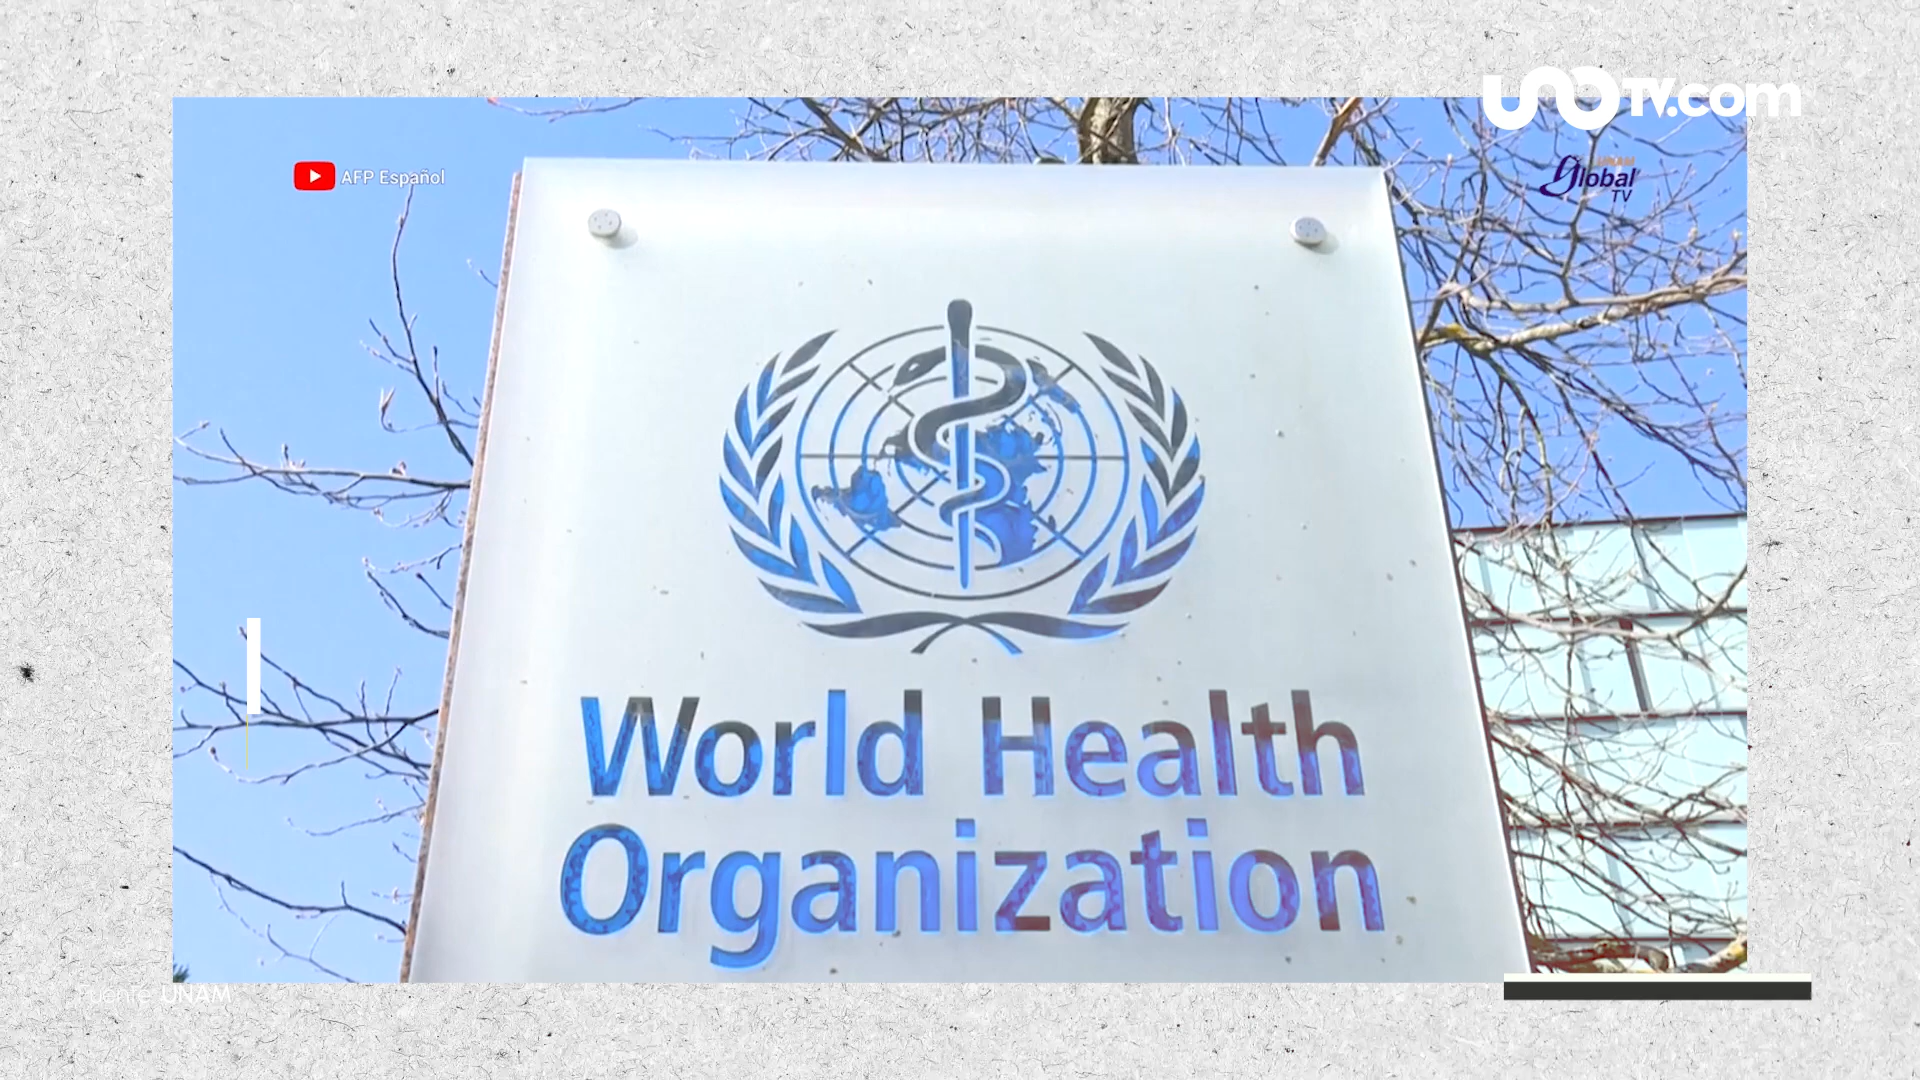 UNOTV.com
AFP Español
UNAM
global
TV
World Health
Organization
Fuente UNAM